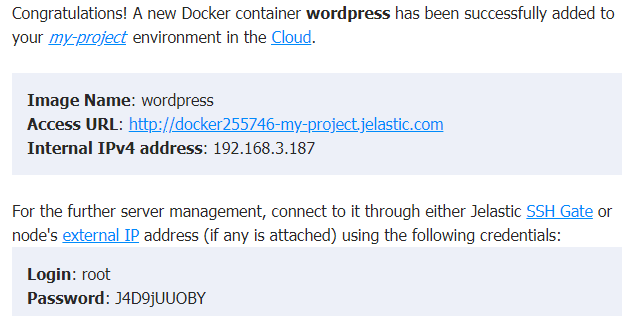 Congratulations! A new Docker container wordpress has been successfully added to
your my-project environment in the Cloud.
Image Name: wordpress
Access URL: http://docker255746-my-project.jelastic.com
Internal IPv4 address: 192.168.3.187
For the further server management, connect to it through either Jelastic SSH Gate or
node's external IP address (if any is attached) using the following credentials:
Login: root
Password: J4D9jUUOBY